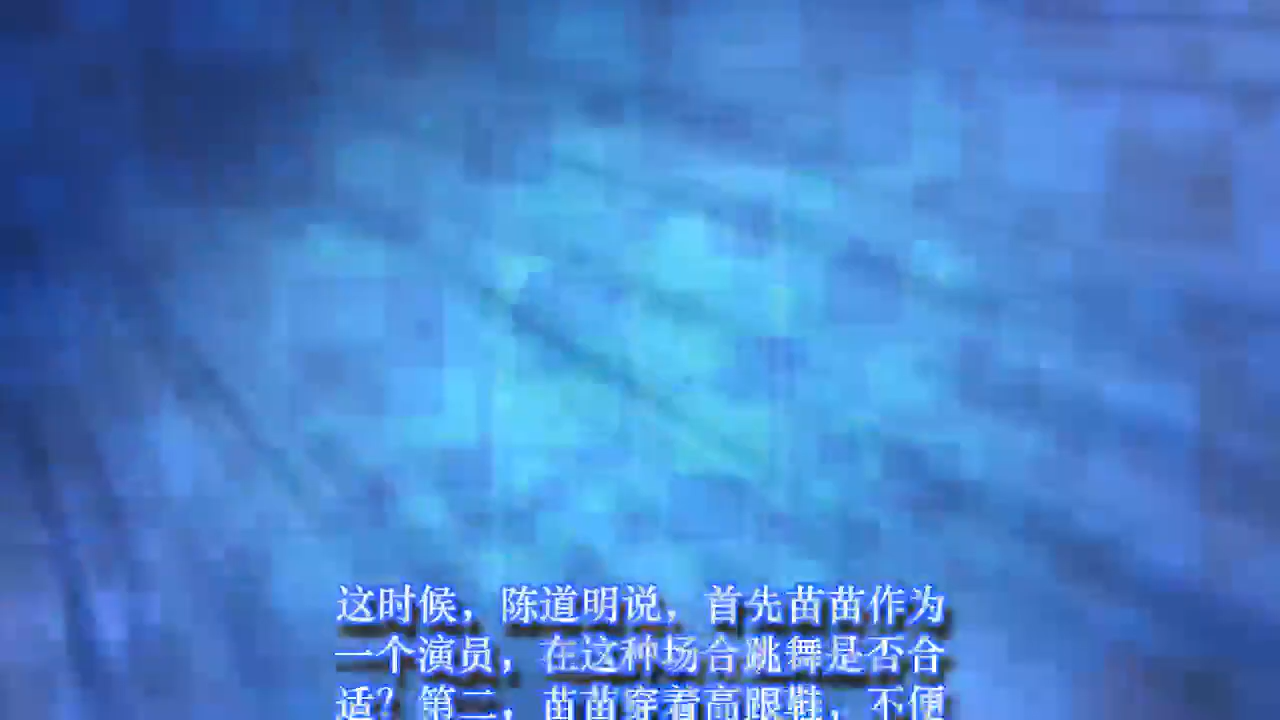 这时候，陈道明说，首先苗苗作为
一个演员，在这种场合跳舞是否合
适？第二，苗苗穿着高跟鞋，不便